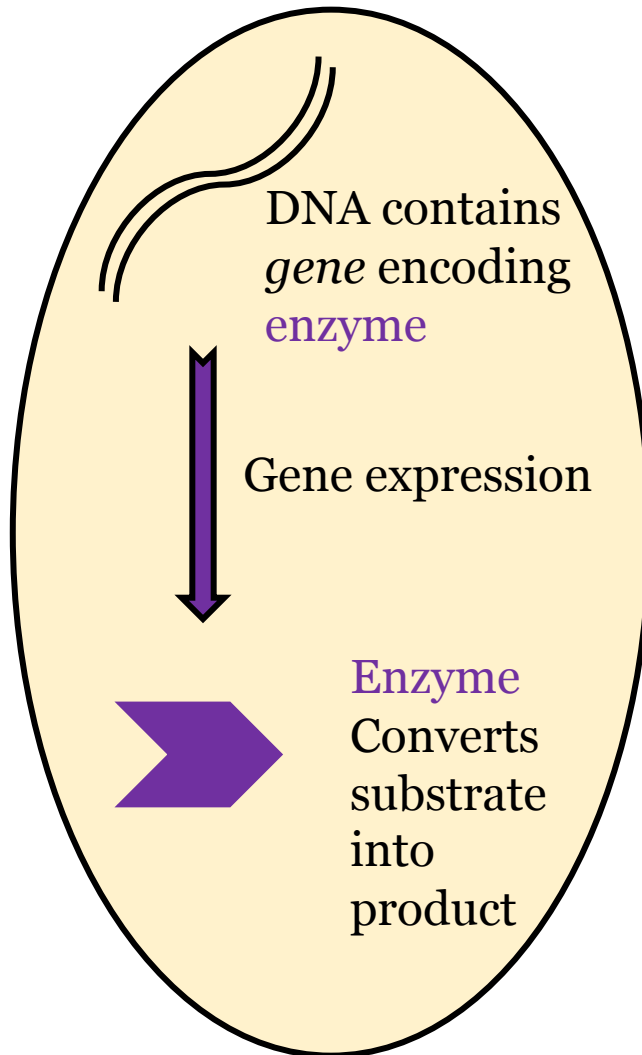 DNA contains
gene encoding
enzyme
Gene expression
Enzyme
Converts
substrate
into
product